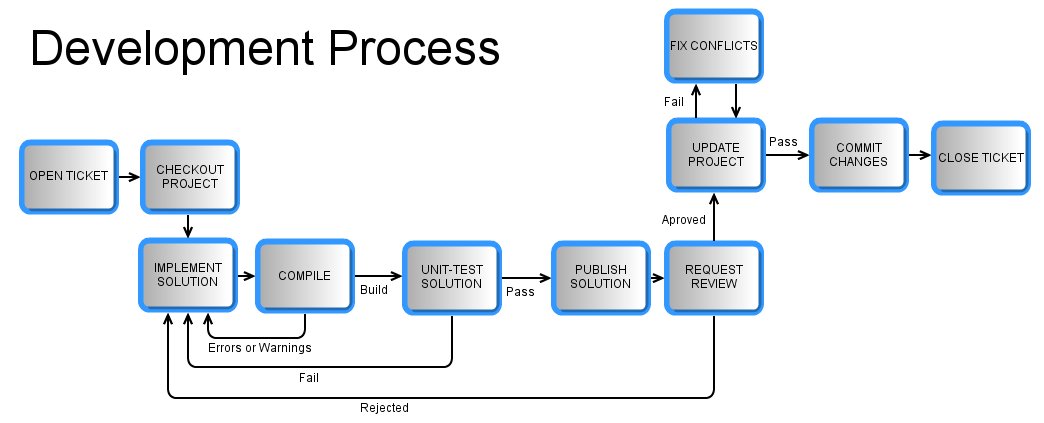 Development Process
FIX CONFLICTS
Fail
UPDATE
PROJECT
Pass
COMMIT
CHANGES
CLOSE TICKET
OPEN TICKET
CHECKOUT
PROJECT
Aproved
IMPLEMENT
SOLUTION
COMPILE
Build
UNIT-TEST
SOLUTION
Pass
PUBLISH
SOLUTION
REQUEST
REVIEW
Errors or Warnings
Fail
Rejected